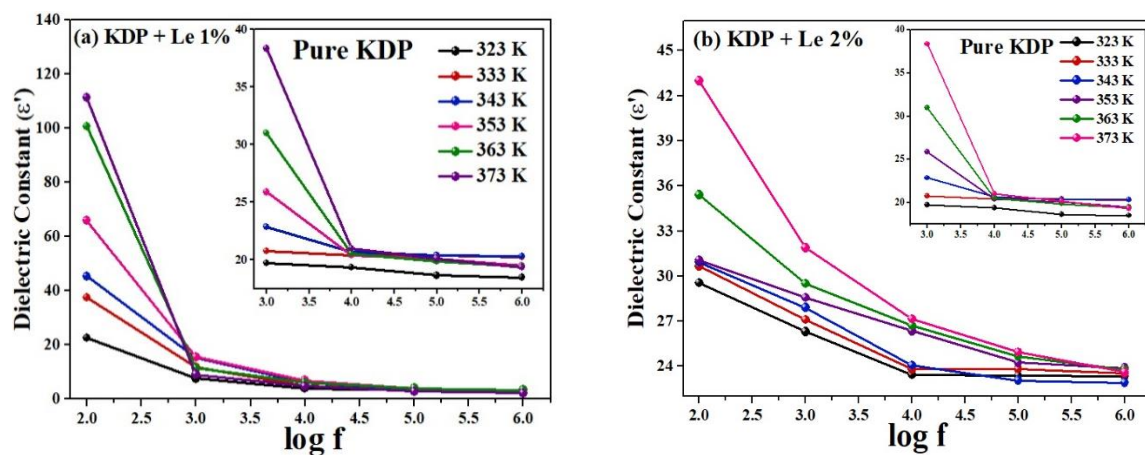 (a) KDP + Le 1%
Dielectric Constant (ε')
140
120
100
80
60
40
20
0
2.0 2.5 3.0 3.5 4.0 4.5 5.0 5.5 6.0
log f
Pure KDP
40
30
20
3.0 3.5 4.0 4.5 5.0 5.5 6.0
323 K
333 K
343 K
353 K
363 K
373 K
(b) KDP + Le 2%
Dielectric Constant (ε')
45
42
39
36
33
30
27
24
2.0 2.5 3.0 3.5 4.0 4.5 5.0 5.5 6.0
log f
Pure KDP
40
30
20
3.0 3.5 4.0 4.5 5.0 5.5 6.0
323 K
333 K
343 K
353 K
363 K
373 K